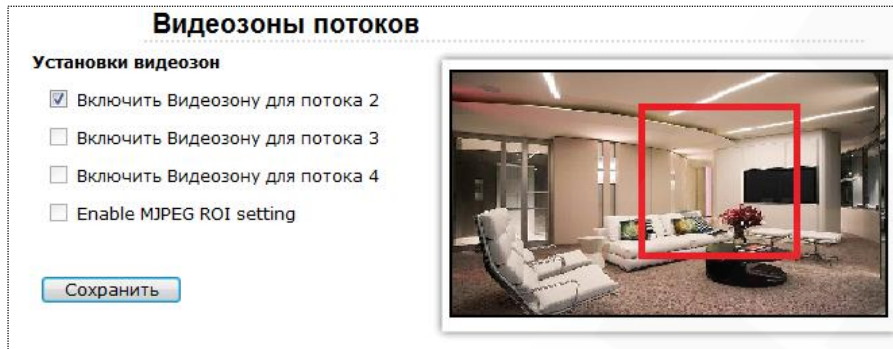 Видеозоны потоков
Установки видеозон
Включить Видеозону для потока 2
Включить Видеозону для потока 3
Включить Видеозону для потока 4
Enable MJPEG ROI setting
Сохранить